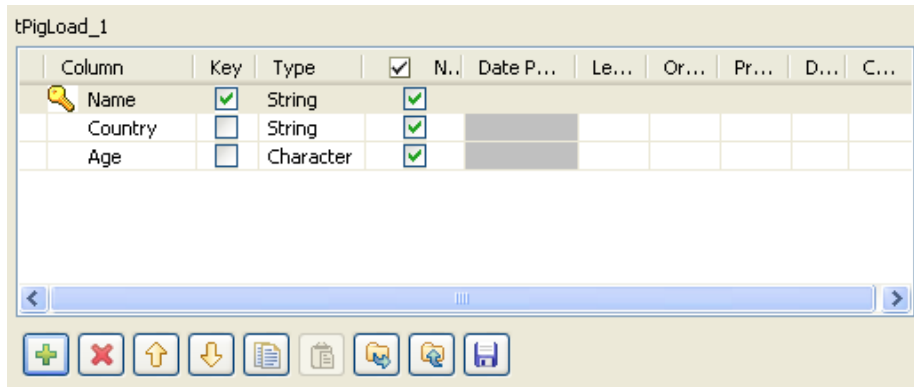 tPigLoad_1
Column Key Type N.. Date P... Le... Or... Pr... D... C...
Name String
Country String
Age Character